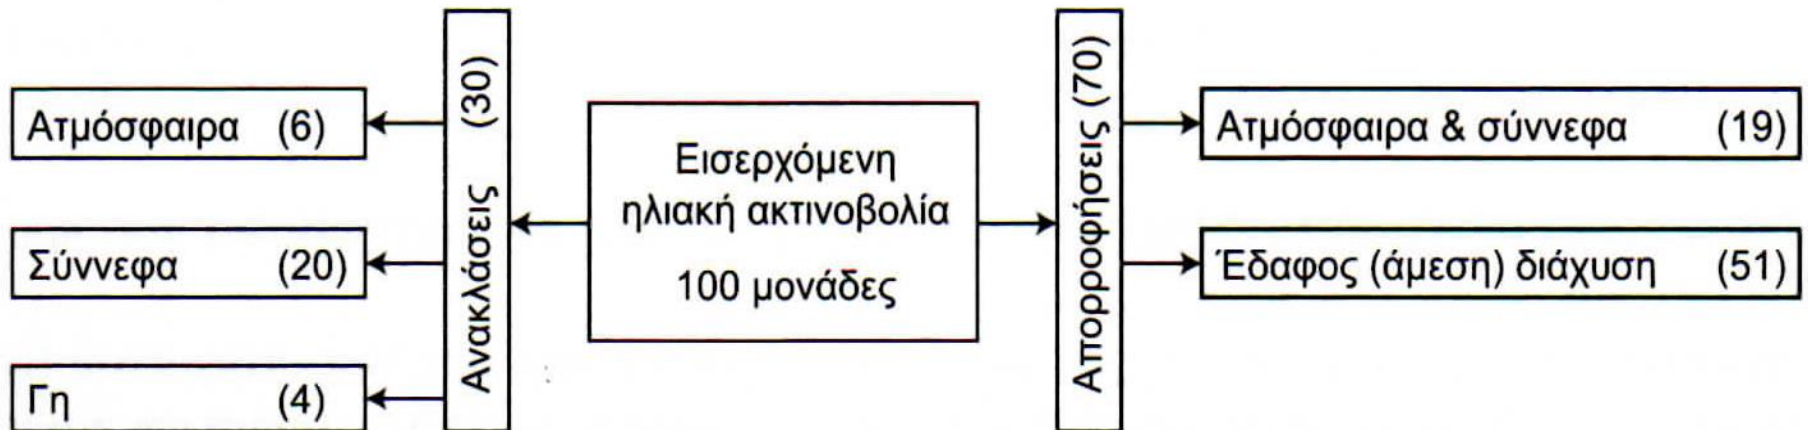 Ατμόσφαιρα (6)
Σύννεφα (20)
Γη (4)
Ανακλάσεις (30)
Εισερχόμενη
ηλιακή ακτινοβολία
100 μονάδες
Απορροφήσεις (70)
Ατμόσφαιρα & σύννεφα (19)
Έδαφος (άμεση) διάχυση (51)